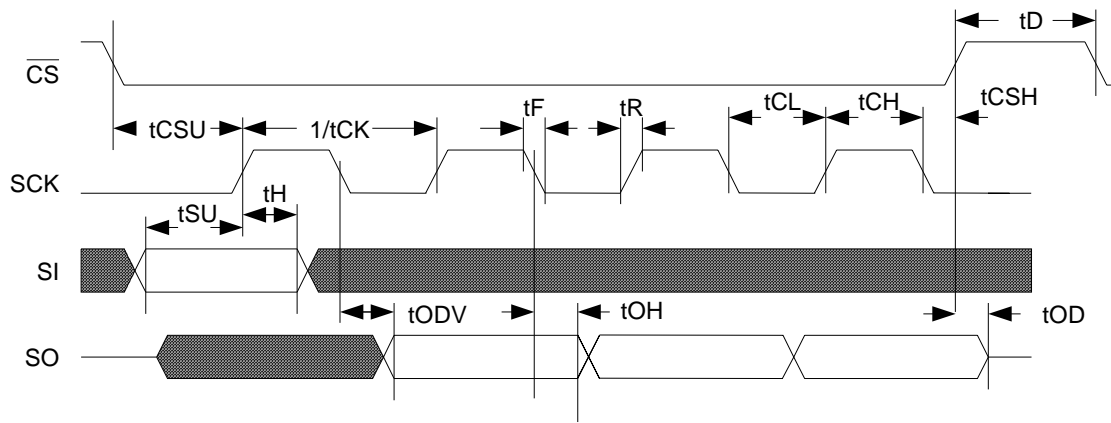 tD
CS
tF
tR
tCL
tCH
tCSH
tCSU
1/tCK
SCK
tSU
tH
SI
tODV
tOH
tOD
SO